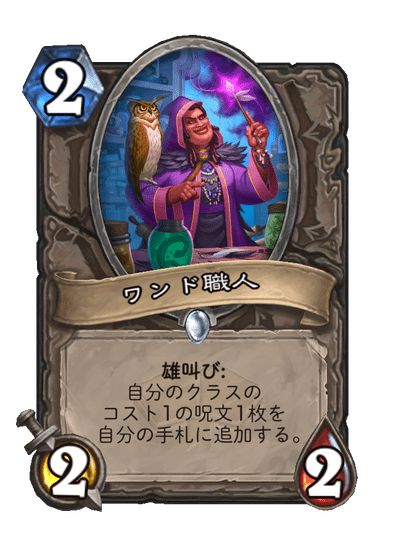 2
ワンド職人
雄叫び:
自分のクラスの
コスト1の呪文1枚を
自分の手札に追加する。
2
2